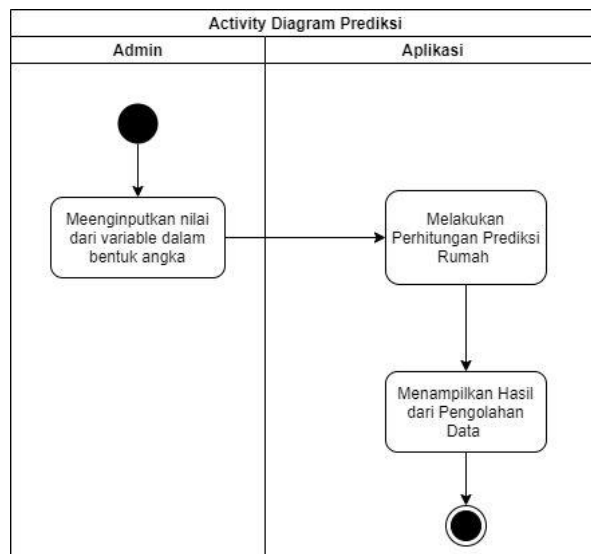 Activity Diagram Prediksi
Admin
Aplikasi
Meenginputkan nilai
dari variable dalam
bentuk angka
Melakukan
Perhitungan Prediksi
Rumah
Menampilkan Hasil
dari Pengolahan
Data